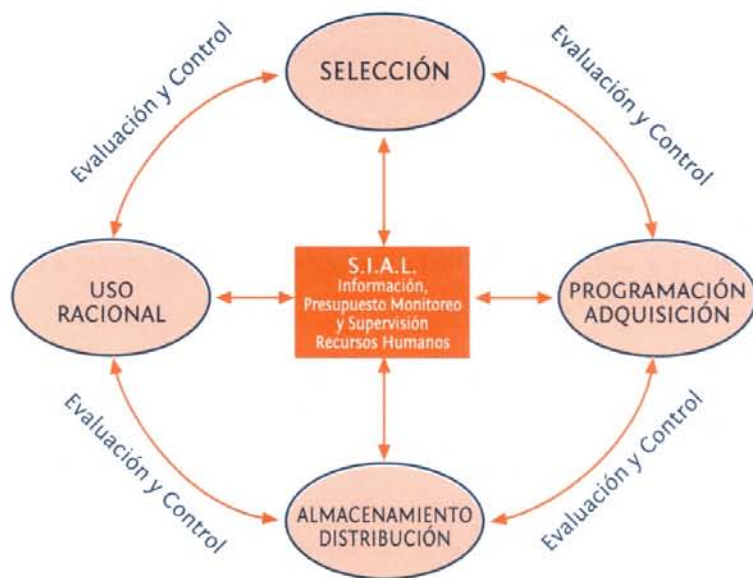 Evaluación y Control
SELECCIÓN
Evaluación y Control
USO
RACIONAL
S.I.A.L.
Información,
Presupuesto Monitoreo
y Supervisión
Recursos Humanos
PROGRAMACIÓN
ADQUISICIÓN
Evaluación y Control
ALMACENAMIENTO
DISTRIBUCIÓN
Evaluación y Control